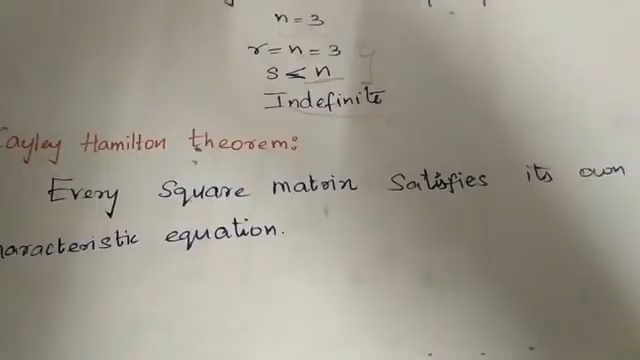 n = 3
r = n = 3
s < n
Indefinite
Cayley Hamilton theorem:
Every square matrix satisfies its own
characteristic equation.